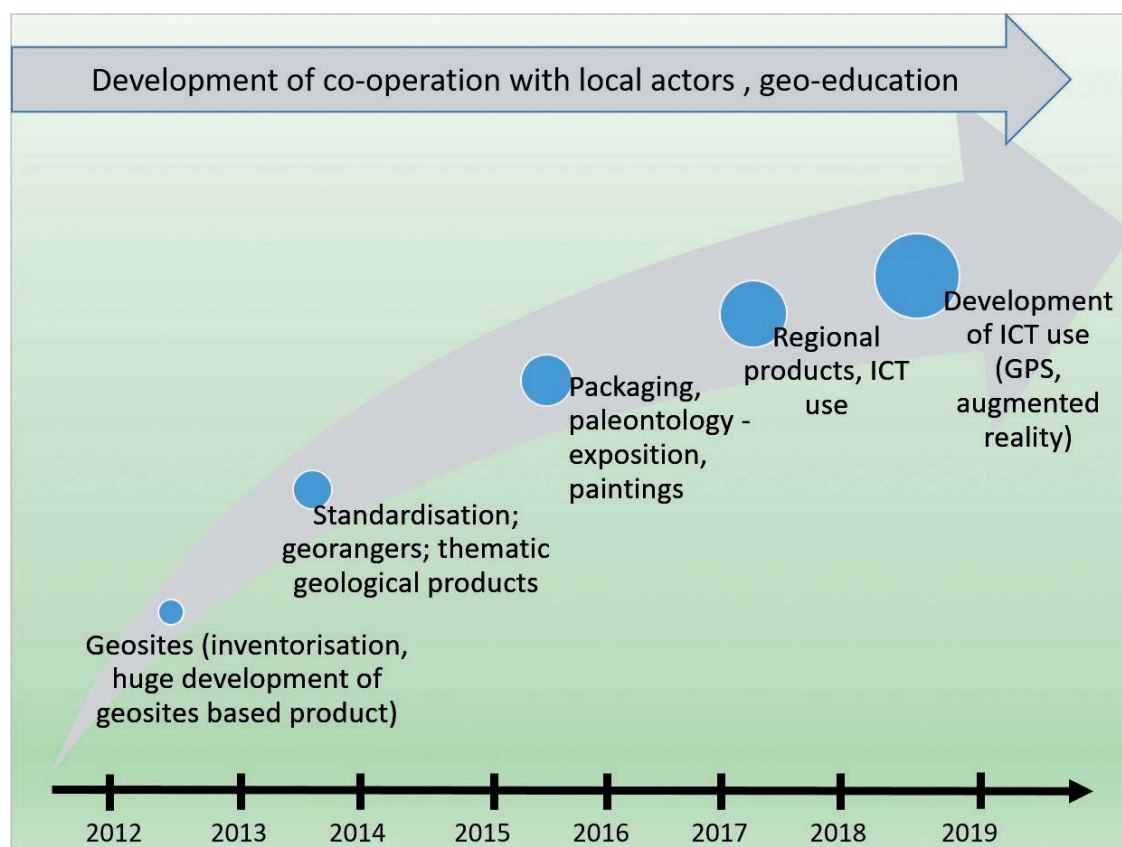 Development of co-operation with local actors , geo-education
Development
of ICT use
(GPS,
augmented
reality)
Regional
products, ICT
use
Packaging,
paleontology -
exposition,
paintings
Standardisation;
georangers; thematic
geological products
Geosites (inventorisation,
huge development of
geosites based product)
2012 2013 2014 2015 2016 2017 2018 2019